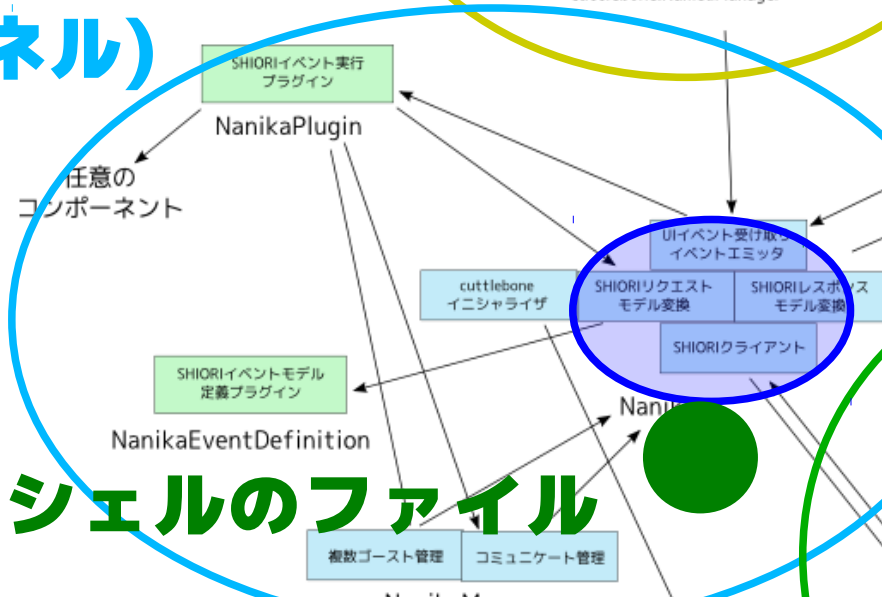 ネル)
SHIORIイベント実行
プラグイン
NanikaPlugin
任意の
コンポーネント
UIイベント受け取り
イベントエミッタ
cuttlebone
イニシャライザ
SHIORIリクエスト
モデル変換
SHIORIレスポンス
モデル変換
SHIORIクライアント
SHIORIイベントモデル
定義プラグイン
NanikaEventDefinition
シェルのファイル
複数ゴースト管理
コミュニケート管理